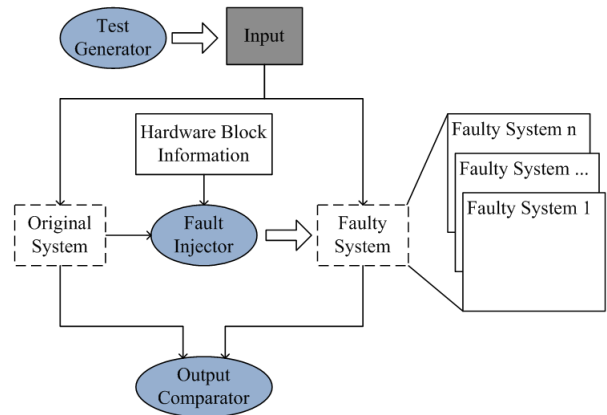 Test
Generator
Input
Hardware Block
Information
Faulty System n
Faulty System ...
Faulty System 1
Original
System
Fault
Injector
Faulty
System
Output
Comparator